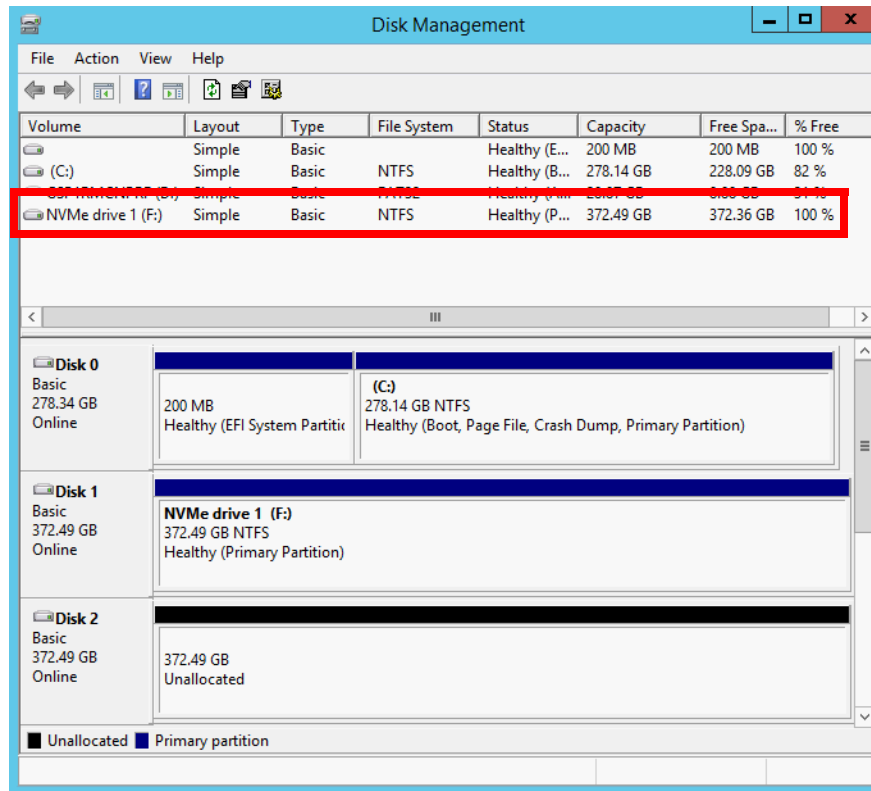 Disk Management
File Action View Help
Volume Layout Type File System Status Capacity Free Spa... % Free
Simple Basic Healthy (E... 200 MB 200 MB 100 %
(C:) Simple Basic NTFS Healthy (B... 278.14 GB 228.09 GB 82 %
NVMe drive 1 (F:) Simple Basic NTFS Healthy (P... 372.49 GB 372.36 GB 100 %
Disk 0
Basic
278.34 GB
Online
200 MB
Healthy (EFI System Partitic
(C:)
278.14 GB NTFS
Healthy (Boot, Page File, Crash Dump, Primary Partition)
Disk 1
Basic
372.49 GB
Online
NVMe drive 1 (F:)
372.49 GB NTFS
Healthy (Primary Partition)
Disk 2
Basic
372.49 GB
Online
372.49 GB
Unallocated
Unallocated Primary partition